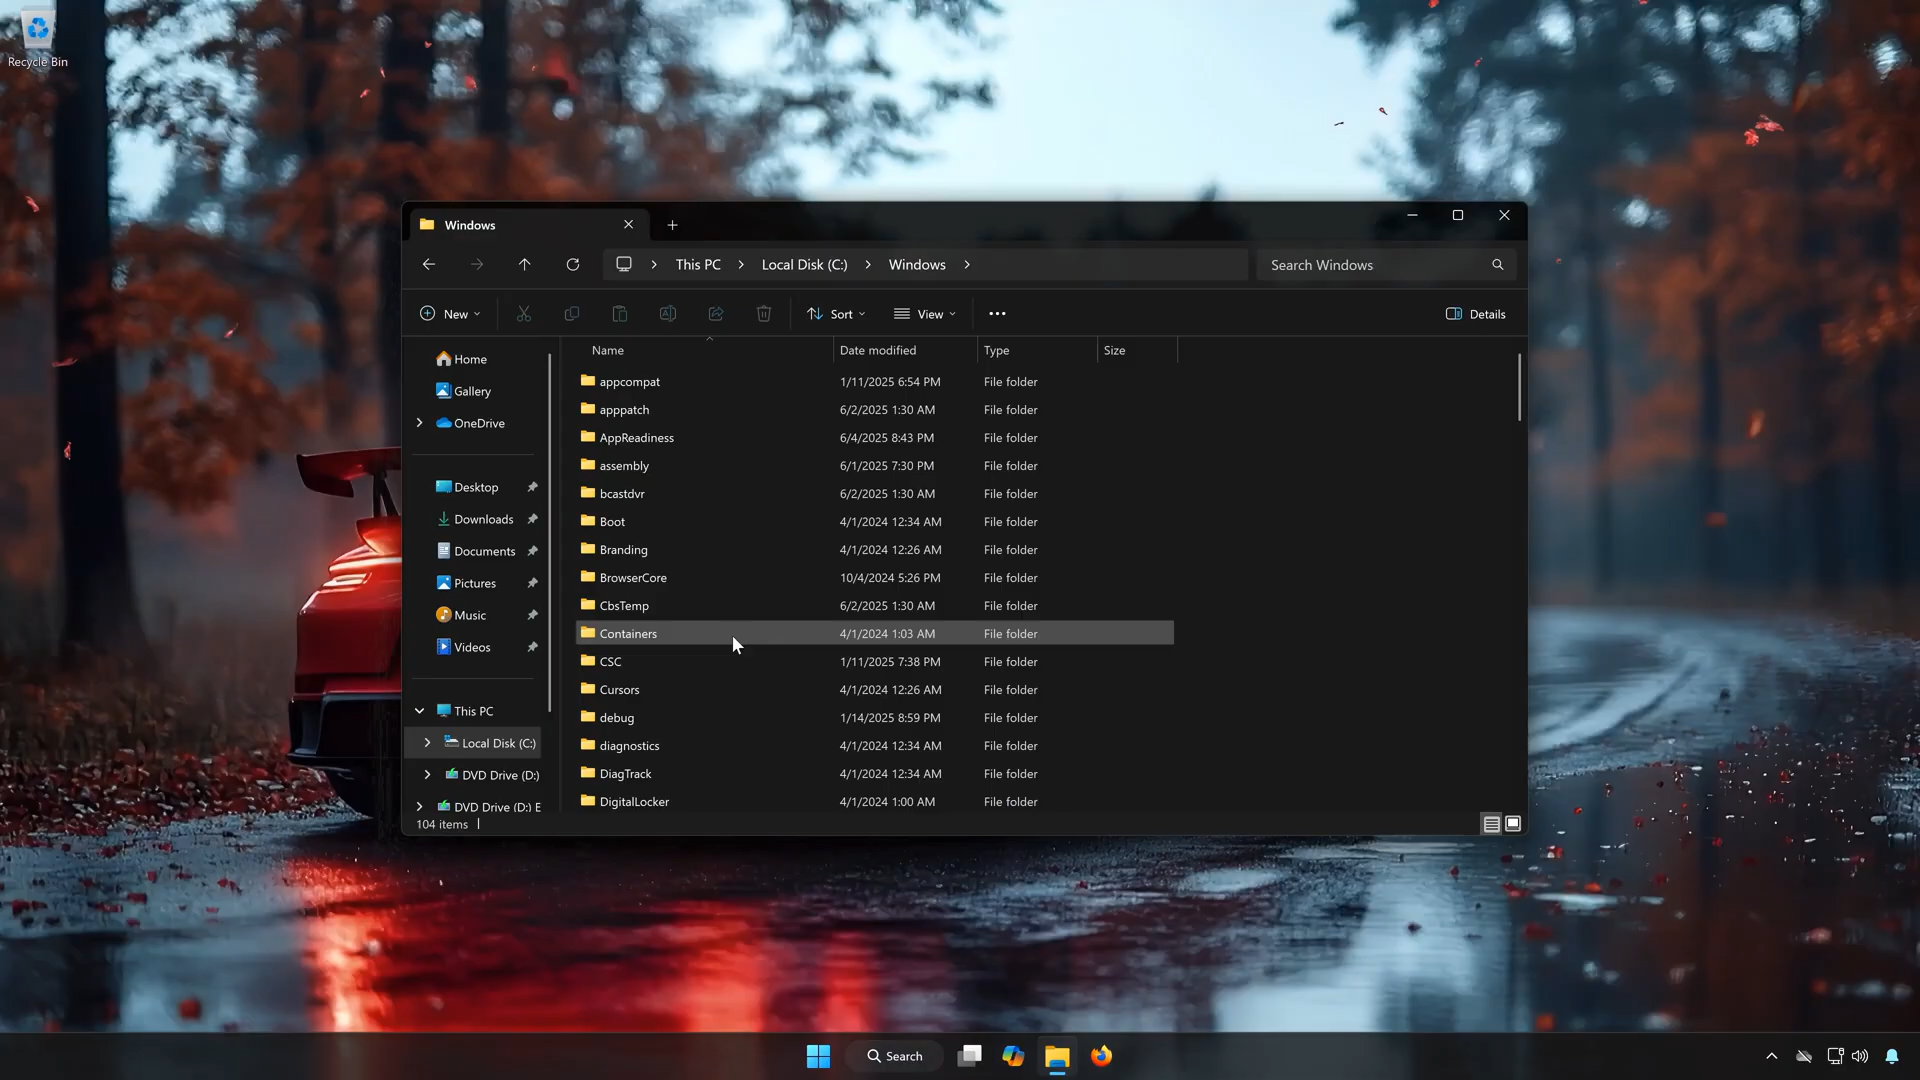 Recycle Bin
Windows
This PC
Local Disk (C:)
Windows
Search Windows
New
Sort
View
Details
Home
Gallery
OneDrive
Desktop
Downloads
Documents
Pictures
Music
Videos
This PC
Local Disk (C:)
DVD Drive (D:)
DVD Drive (D:) E
Name Date modified Type Size
appcompat 1/11/2025 6:54 PM File folder
apppatch 6/2/2025 1:30 AM File folder
AppReadiness 6/4/2025 8:43 PM File folder
assembly 6/1/2025 7:30 PM File folder
bcastdvr 6/2/2025 1:30 AM File folder
Boot 4/1/2024 12:34 AM File folder
Branding 4/1/2024 12:26 AM File folder
BrowserCore 10/4/2024 5:26 PM File folder
CbsTemp 6/2/2025 1:30 AM File folder
Containers 4/1/2024 1:03 AM File folder
CSC 1/11/2025 7:38 PM File folder
Cursors 4/1/2024 12:26 AM File folder
debug 1/14/2025 8:59 PM File folder
diagnostics 4/1/2024 12:34 AM File folder
DiagTrack 4/1/2024 12:34 AM File folder
DigitalLocker 4/1/2024 1:00 AM File folder
104 items
Search